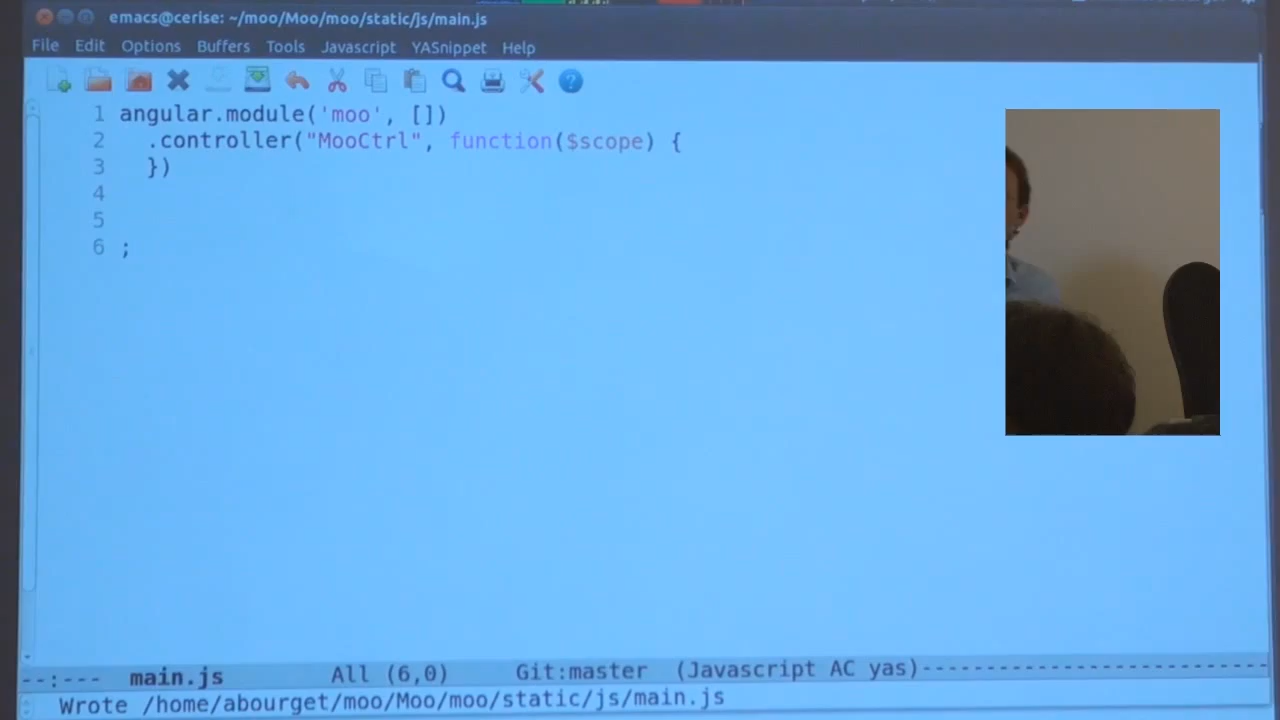 emacs@cerise: ~/moo/Moo/moo/static/js/main.js
File Edit Options Buffers Tools Javascript YASnippet Help
1 angular.module('moo', [])
2 .controller("MooCtrl", function($scope) {
3 })
4
5
6 ;
--:--- main.js All (6,0) Git:master (Javascript AC yas)--------------------------
Wrote /home/abourget/moo/Moo/moo/static/js/main.js